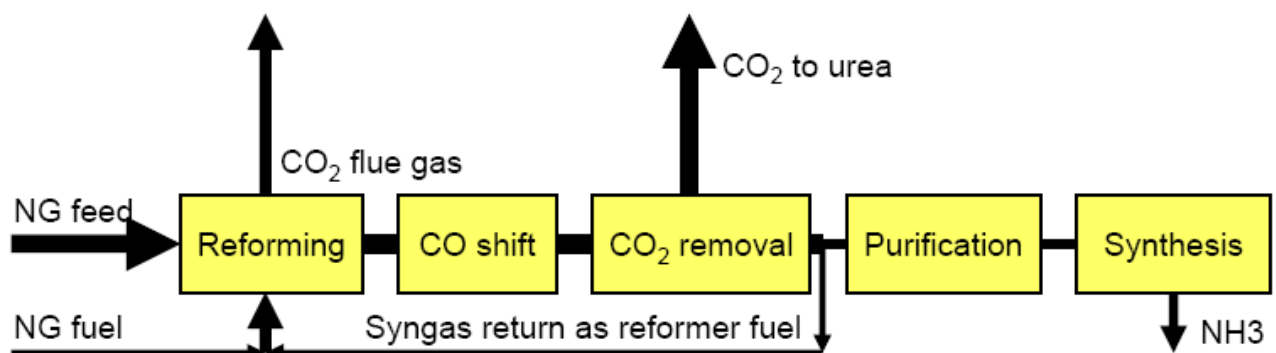 CO₂ to urea
CO₂ flue gas
NG feed
Reforming
CO shift
CO₂ removal
Purification
Synthesis
NG fuel
Syngas return as reformer fuel
NH3